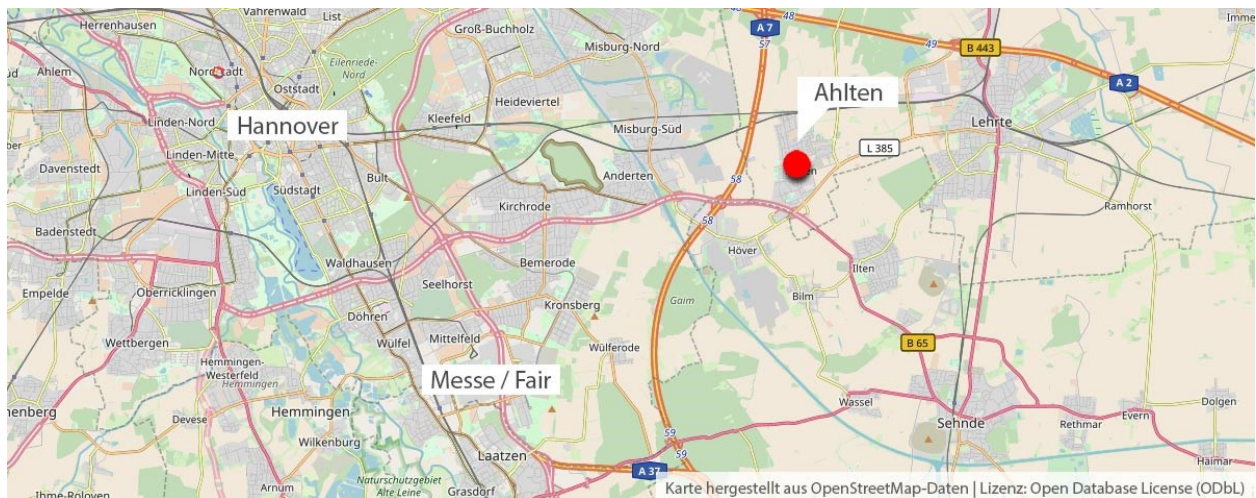 Herrenhausen
Vahrenwald
List
Groß-Buchholz
48
48
A 7
57
Misburg-Nord
49
B 443
Ahlem
Nordstadt
Eilenriede-
Nord
A 2
Oststadt
Heideviertel
Ahlten
Linden-Nord
Hannover
Kleefeld
Misburg-Süd
Lehrte
Davenstedt
Linden-Mitte
L 385
Bult
Anderten
Linden-Süd
Südstadt
58
Kirchrode
Ramhorst
Badenstedt
58
Waldhausen
Höver
Bemerode
Ilten
Seelhorst
Empelde
Oberricklingen
Kronsberg
Gaim
Bilm
Döhren
Wettbergen
Wülfel
Mittelfeld
Wülferode
B 65
Hemmingen-
Westerfeld
Hemmingen
Messe / Fair
Wassel
Dolgen
Devese
Hemmingen
Evern
Sehnde
Rethmar
Wilkenburg
59
Laatzen
59
Haimar
Naturschutzgebiet
Alte Leine
A 37
Arnum
Grasdorf
Ihme-Roloven
Karte hergestellt aus OpenStreetMap-Daten | Lizenz: Open Database License (ODbL)